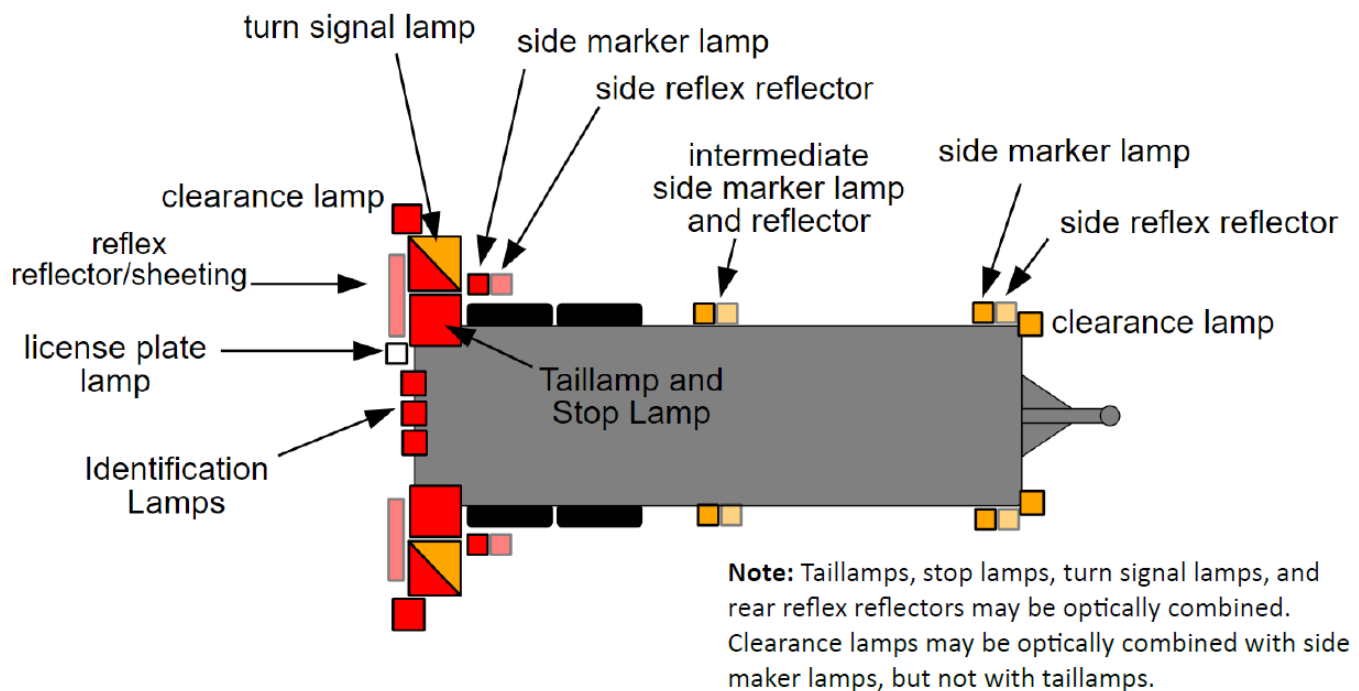 turn signal lamp
side marker lamp
side reflex reflector
clearance lamp
reflex
reflector/sheeting
license plate
lamp
Identification
Lamps
Taillamp and
Stop Lamp
intermediate
side marker lamp
and reflector
side marker lamp
side reflex reflector
clearance lamp
Note: Taillamps, stop lamps, turn signal lamps, and
rear reflex reflectors may be optically combined.
Clearance lamps may be optically combined with side
maker lamps, but not with taillamps.